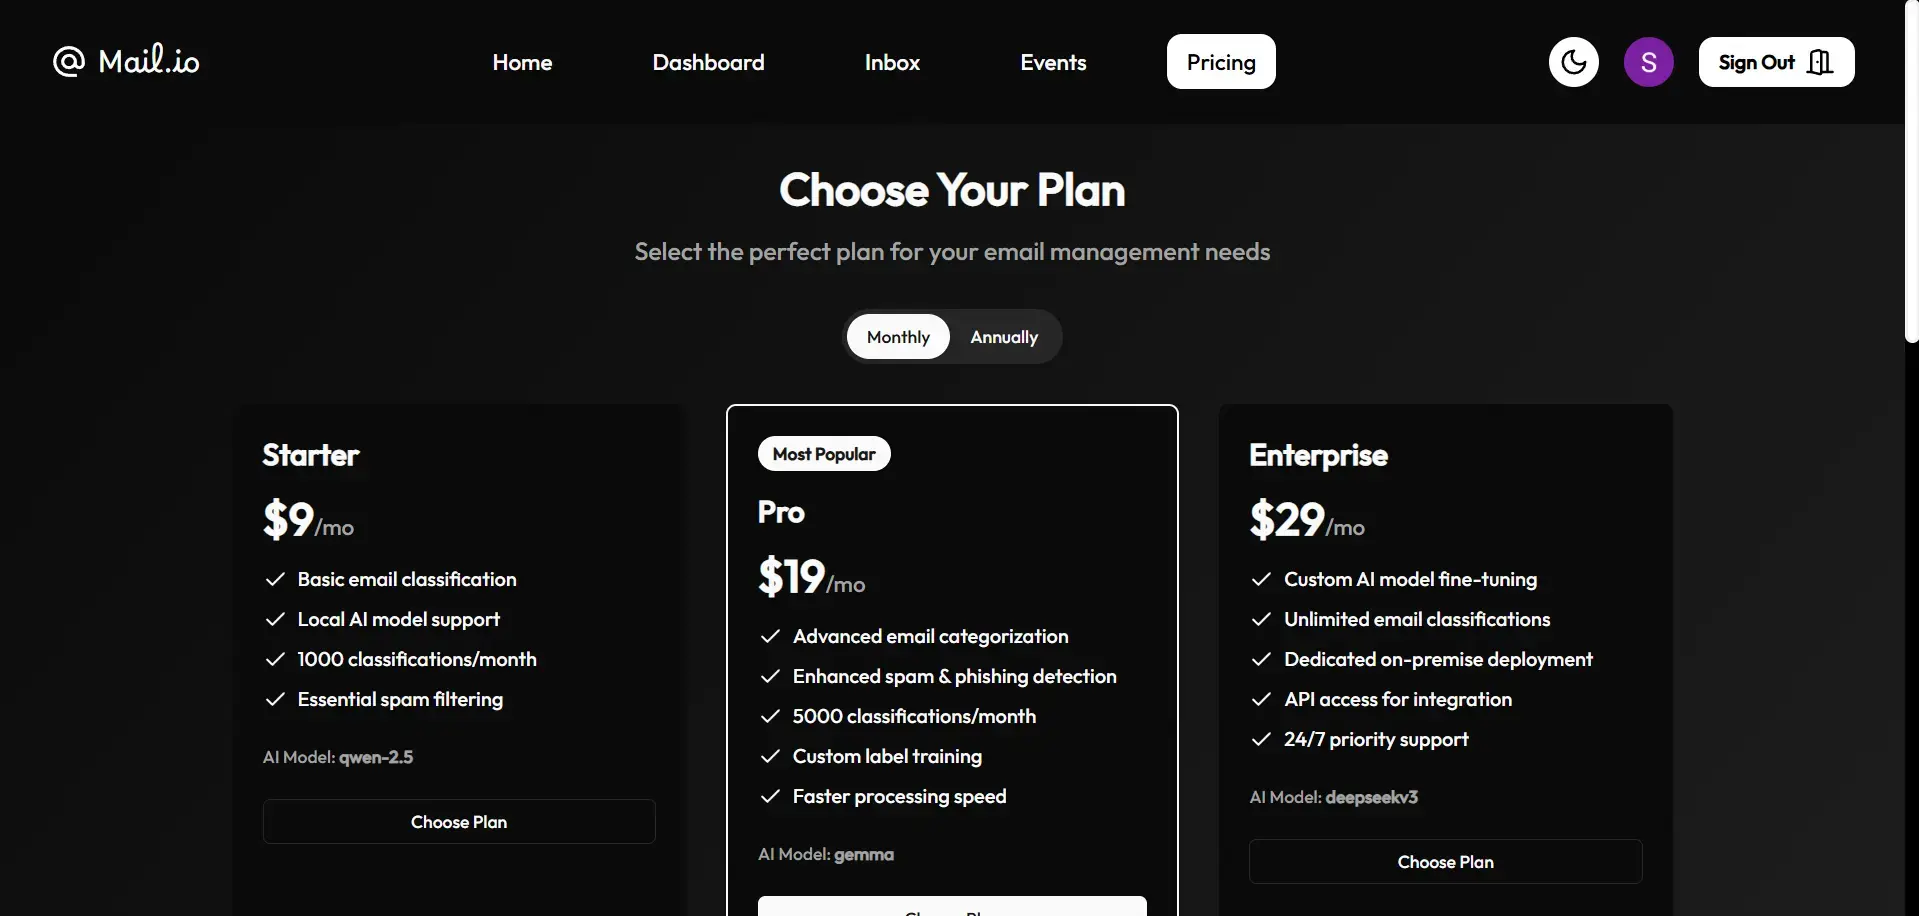 @ Mail.io
Home
Dashboard
Inbox
Events
Pricing
S
Sign Out
Choose Your Plan
Select the perfect plan for your email management needs
Monthly
Annually
Starter
$9/mo
Basic email classification
Local AI model support
1000 classifications/month
Essential spam filtering
AI Model: qwen-2.5
Choose Plan
Most Popular
Pro
$19/mo
Advanced email categorization
Enhanced spam & phishing detection
5000 classifications/month
Custom label training
Faster processing speed
AI Model: gemma
Enterprise
$29/mo
Custom AI model fine-tuning
Unlimited email classifications
Dedicated on-premise deployment
API access for integration
24/7 priority support
AI Model: deepseekv3
Choose Plan